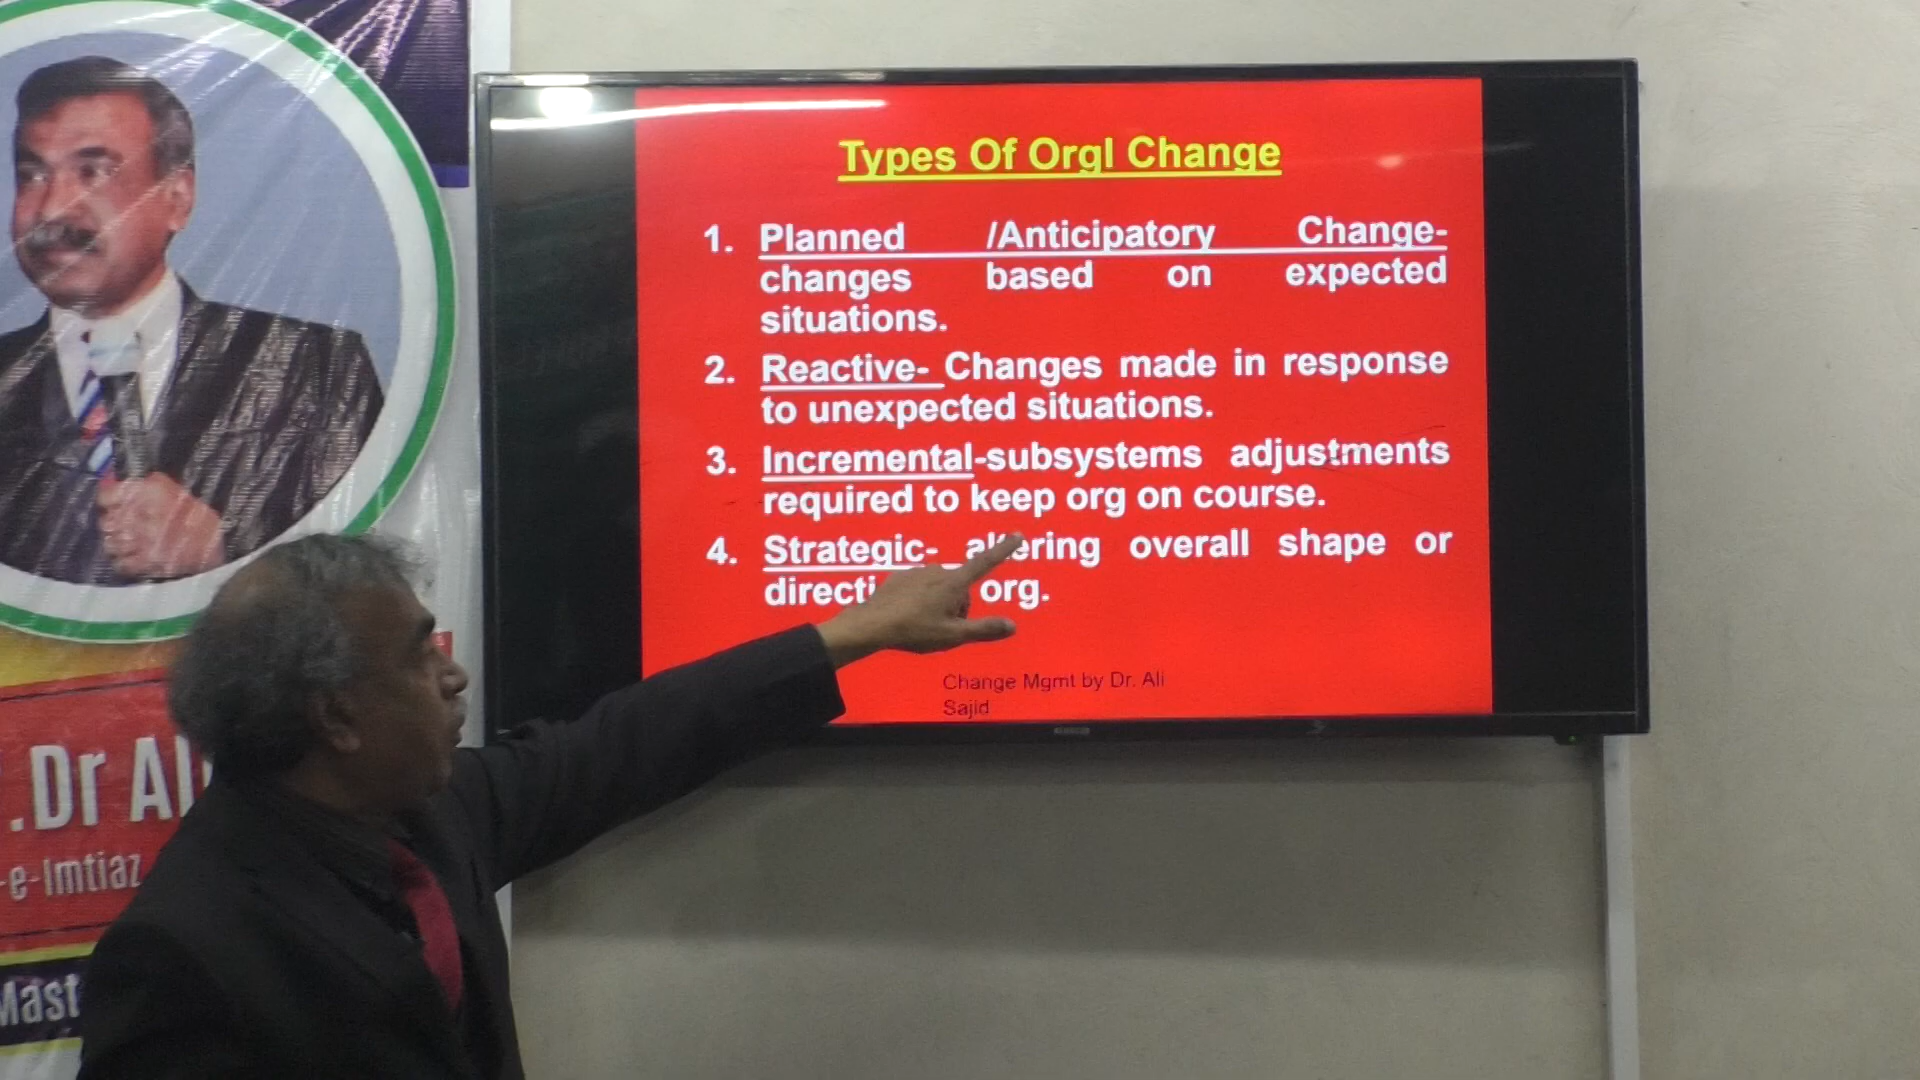 Types Of Orgl Change
1. Planned /Anticipatory Change-
changes based on expected
situations.
2. Reactive- Changes made in response
to unexpected situations.
3. Incremental-subsystems adjustments
required to keep org on course.
4. Strategic- altering overall shape or
org.
Change Mgmt by Dr. Ali
Sajid
.Dr Al
-e-Imtiaz
Mast